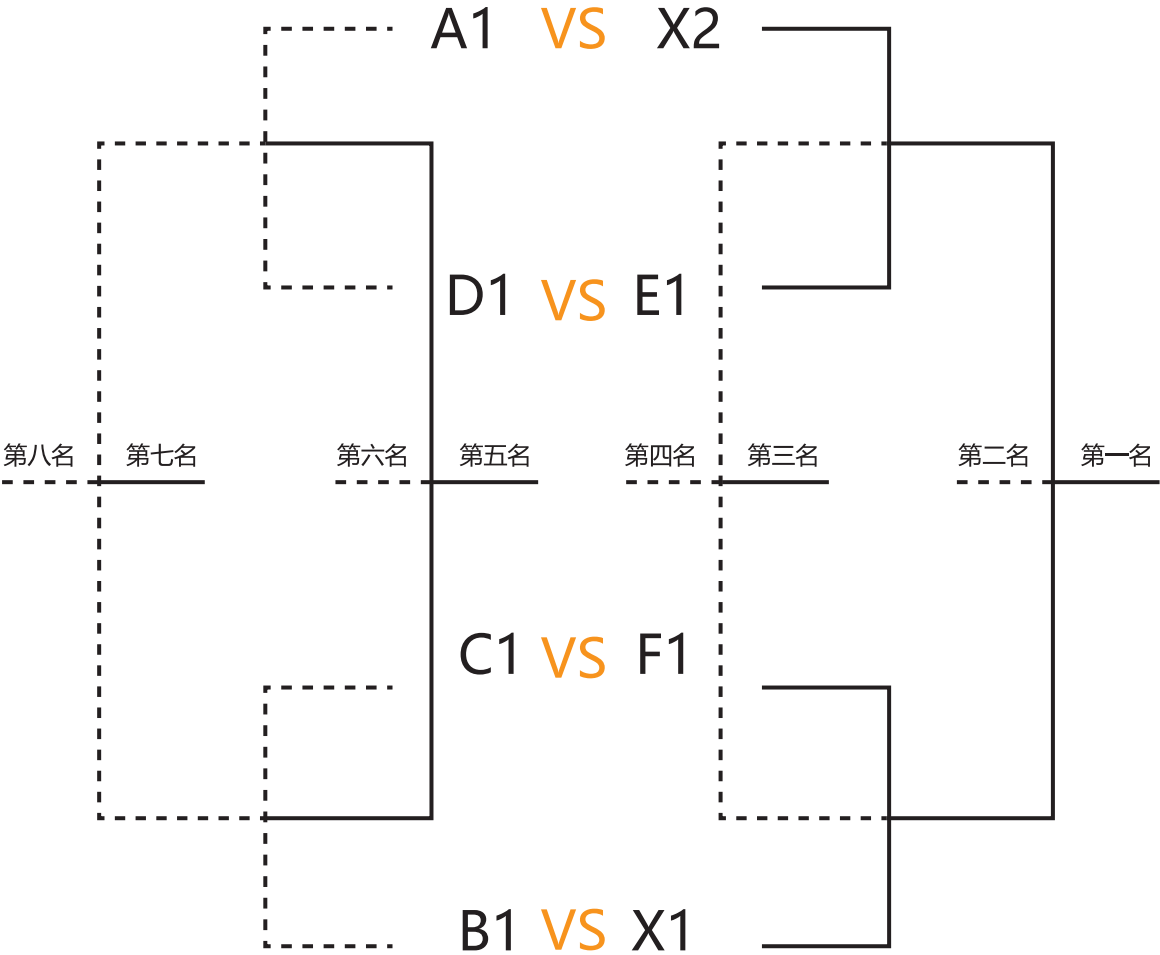 A1 VS X2
D1 VS E1
第八名 第七名 第六名 第五名 第四名 第三名 第二名 第一名
C1 VS F1
B1 VS X1